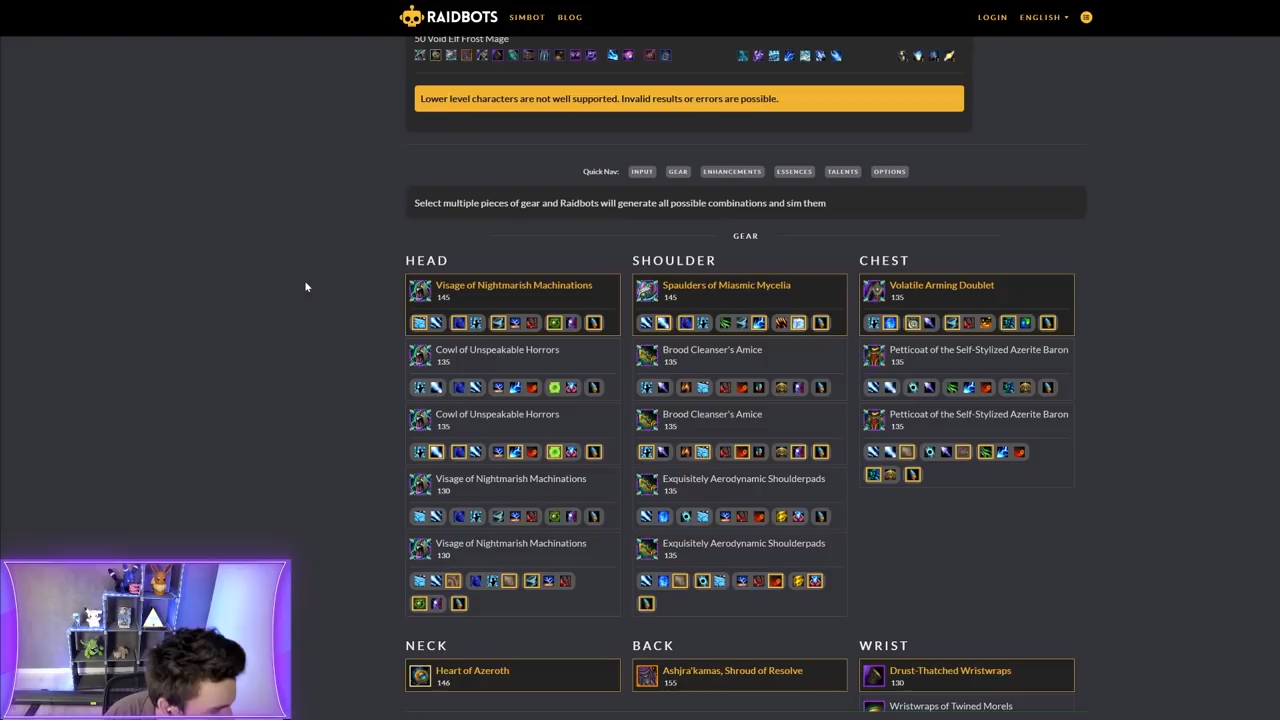 RAIDBOTS
SIMBOT
BLOG
LOGIN
ENGLISH
50 Void Elf Frost Mage
Lower level characters are not well supported. Invalid results or errors are possible.
Quick Nav:
INPUT
GEAR
ENHANCEMENTS
ESSENCES
TALENTS
OPTIONS
Select multiple pieces of gear and Raidbots will generate all possible combinations and sim them
GEAR
HEAD
Visage of Nightmarish Machinations
145
Cowl of Unspeakable Horrors
135
Cowl of Unspeakable Horrors
135
Visage of Nightmarish Machinations
130
Visage of Nightmarish Machinations
130
SHOULDER
Spaulders of Miasmic Mycelia
145
Brood Cleanser's Amice
135
Brood Cleanser's Amice
135
Exquisitely Aerodynamic Shoulderpads
135
Exquisitely Aerodynamic Shoulderpads
135
CHEST
Volatile Arming Doublet
135
Petticoat of the Self-Stylized Azerite Baron
135
Petticoat of the Self-Stylized Azerite Baron
135
NECK
Heart of Azeroth
146
BACK
Ashjra'kamas, Shroud of Resolve
155
WRIST
Drust-Thatched Wristwraps
130
Wristwraps of Twined Morels